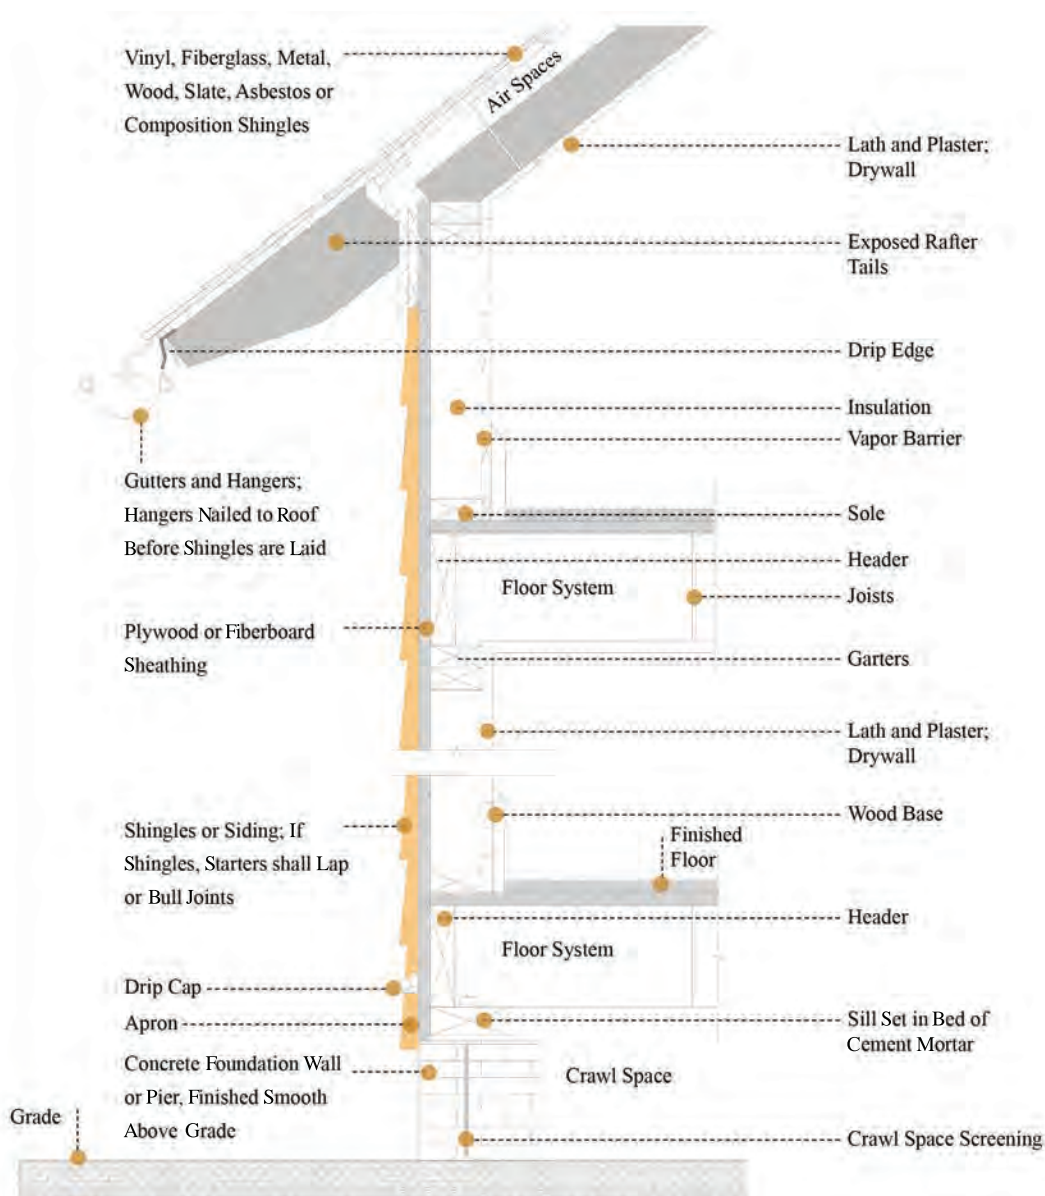 Vinyl, Fiberglass, Metal,
Wood, Slate, Asbestos or
Composition Shingles
Air Spaces
Lath and Plaster;
Drywall
Exposed Rafter
Tails
Drip Edge
Insulation
Vapor Barrier
Gutters and Hangers;
Hangers Nailed to Roof
Before Shingles are Laid
Sole
Header
Floor System
Joists
Plywood or Fiberboard
Sheathing
Garters
Lath and Plaster;
Drywall
Wood Base
Shingles or Siding; If
Shingles, Starters shall Lap
or Bull Joints
Finished
Floor
Header
Floor System
Drip Cap
Apron
Sill Set in Bed of
Cement Mortar
Concrete Foundation Wall
or Pier, Finished Smooth
Above Grade
Crawl Space
Grade
Crawl Space Screening